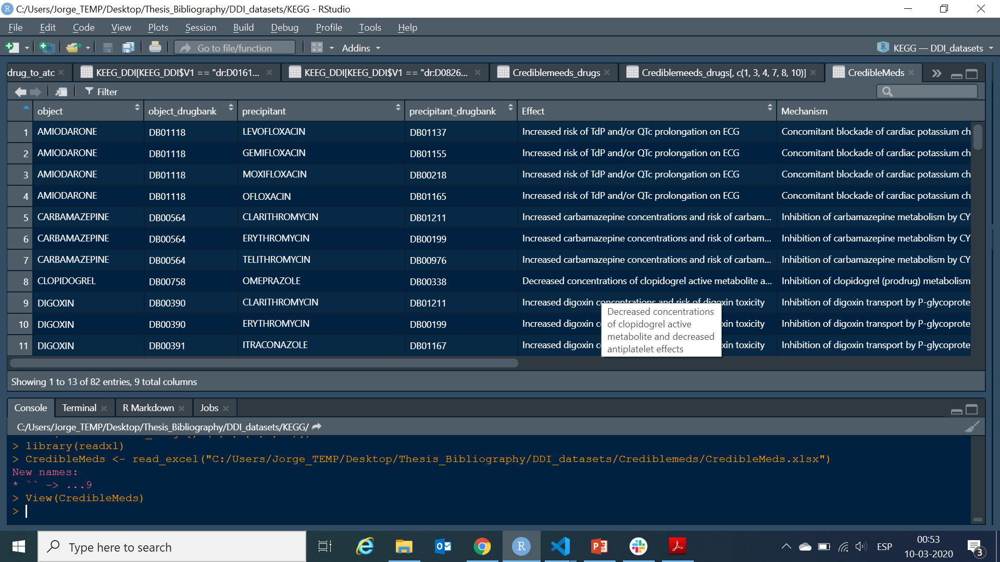 C:/Users/Jorge_TEMP/Desktop/Thesis_Bibliography/DDI_datasets/KEGG - RStudio
File Edit Code View Plots Session Build Debug Profile Tools Help
Go to file/function Addins KEGG — DDI_datasets
drug_to_atc KEEG_DDI[KEEG_DDI$V1 == "dr:D0161... KEEG_DDI[KEEG_DDI$V1 == "dr:D0826... Crediblemeeds_drugs Crediblemeeds_drugs[, c(1, 3, 4, 7, 8, 10)] CredibleMeds
Filter
object object_drugbank precipitant precipitant_drugbank Effect Mechanism
1 AMIODARONE DB01118 LEVOFLOXACIN DB01137 Increased risk of TdP and/or QTc prolongation on ECG Concomitant blockade of cardiac potassium ch
2 AMIODARONE DB01118 GEMIFLOXACIN DB01155 Increased risk of TdP and/or QTc prolongation on ECG Concomitant blockade of cardiac potassium ch
3 AMIODARONE DB01118 MOXIFLOXACIN DB00218 Increased risk of TdP and/or QTc prolongation on ECG Concomitant blockade of cardiac potassium ch
4 AMIODARONE DB01118 OFLOXACIN DB01165 Increased risk of TdP and/or QTc prolongation on ECG Concomitant blockade of cardiac potassium ch
5 CARBAMAZEPINE DB00564 CLARITHROMYCIN DB01211 Increased carbamazepine concentrations and risk of carbam... Inhibition of carbamazepine metabolism by CY
6 CARBAMAZEPINE DB00564 ERYTHROMYCIN DB00199 Increased carbamazepine concentrations and risk of carbam... Inhibition of carbamazepine metabolism by CY
7 CARBAMAZEPINE DB00564 TELITHROMYCIN DB00976 Increased carbamazepine concentrations and risk of carbam... Inhibition of carbamazepine metabolism by CY
8 CLOPIDOGREL DB00758 OMEPRAZOLE DB00338 Decreased concentrations of clopidogrel active metabolite a... Inhibition of clopidogrel (prodrug) metabolism
9 DIGOXIN DB00390 CLARITHROMYCIN DB01211 Increased digoxin concentrations and risk of digoxin toxicity Inhibition of digoxin transport by P-glycoprote
10 DIGOXIN DB00390 ERYTHROMYCIN DB00199 Increased digoxin c xin toxicity Inhibition of digoxin transport by P-glycoprote
11 DIGOXIN DB00391 ITRACONAZOLE DB01167 Increased digoxin c xin toxicity Inhibition of digoxin transport by P-glycoprote
Decreased concentrations
of clopidogrel active
metabolite and decreased
antiplatelet effects
Showing 1 to 13 of 82 entries, 9 total columns
Console Terminal R Markdown Jobs
C:/Users/Jorge_TEMP/Desktop/Thesis_Bibliography/DDI_datasets/KEGG/
> library(readxl)
> CredibleMeds <- read_excel("C:/Users/Jorge_TEMP/Desktop/Thesis_Bibliography/DDI_datasets/Crediblemeds/CredibleMeds.xlsx")
New names:
* `` -> ...9
> View(CredibleMeds)
>
Type here to search
ESP
00:53
10-03-2020
3